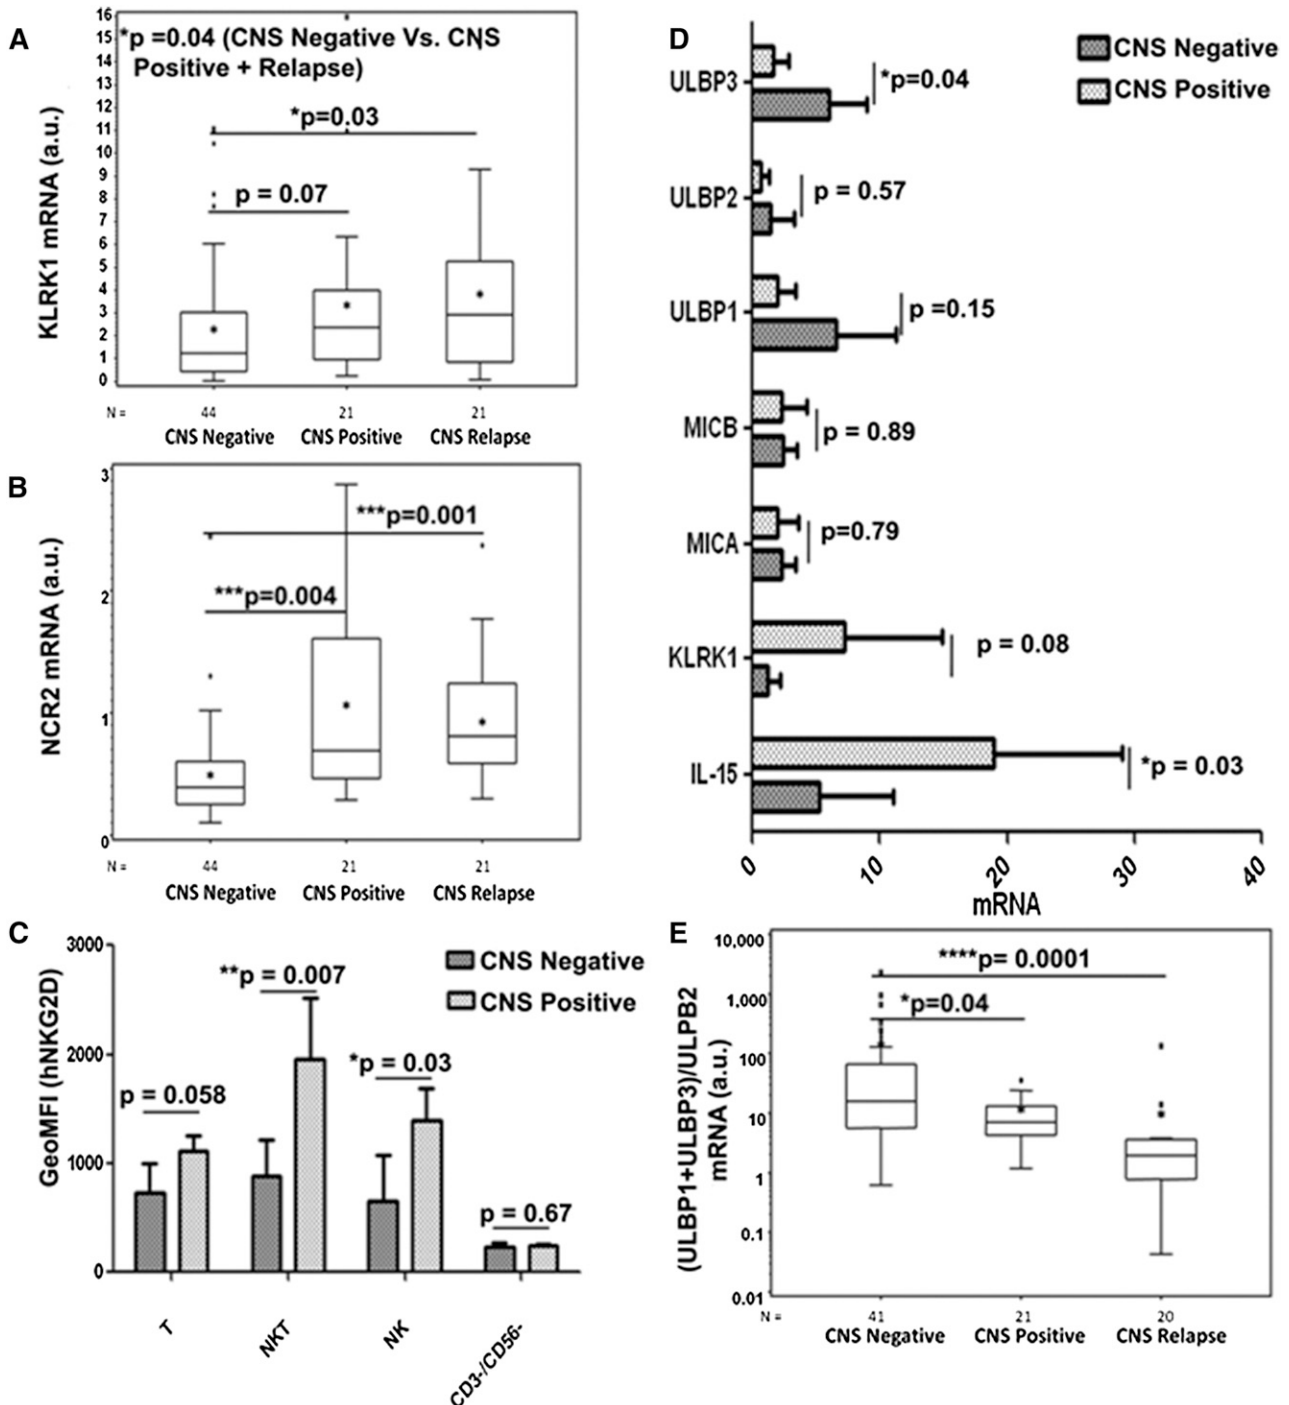 A
KLRK1 mRNA (a.u.)
16
15
14
13
12
11
10
9
8
7
6
5
4
3
2
1
0
*p =0.04 (CNS Negative Vs. CNS
Positive + Relapse)
*p=0.03
p = 0.07
N = 44 21 21
CNS Negative CNS Positive CNS Relapse
B
NCR2 mRNA (a.u.)
3
2
1
0
***p=0.001
***p=0.004
N = 44 21 21
CNS Negative CNS Positive CNS Relapse
C
GeoMFI (hNKG2D)
3000
2000
1000
0
CNS Negative
CNS Positive
p = 0.058
**p = 0.007
*p = 0.03
p = 0.67
T
NKT
NK
CD3-/CD56-
D
CNS Negative
CNS Positive
ULBP3
*p=0.04
ULBP2
p = 0.57
ULBP1
p =0.15
MICB
p = 0.89
MICA
p=0.79
KLRK1
p = 0.08
IL-15
*p = 0.03
0 10 20 30 40
mRNA
E
(ULBP1+ULBP3)/ULPB2
mRNA (a.u.)
10,000
1.000
100
10
1
0.1
0.01
****p= 0.0001
*p=0.04
N = 41 21 20
CNS Negative CNS Positive CNS Relapse